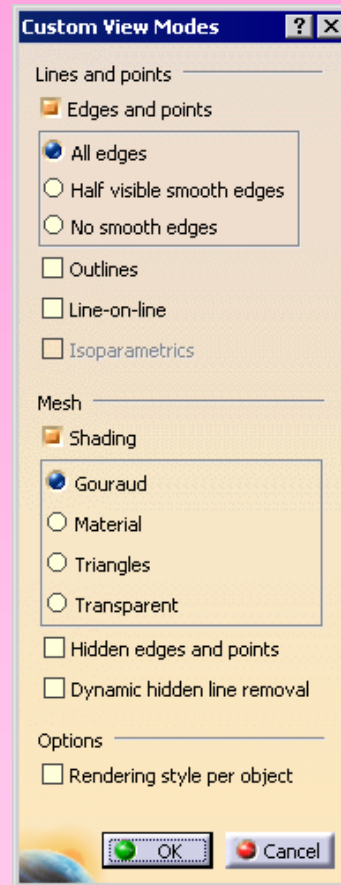 Custom View Modes
Lines and points
Edges and points
All edges
Half visible smooth edges
No smooth edges
Outlines
Line-on-line
Isoparametrics
Mesh
Shading
Gouraud
Material
Triangles
Transparent
Hidden edges and points
Dynamic hidden line removal
Options
Rendering style per object
OK Cancel